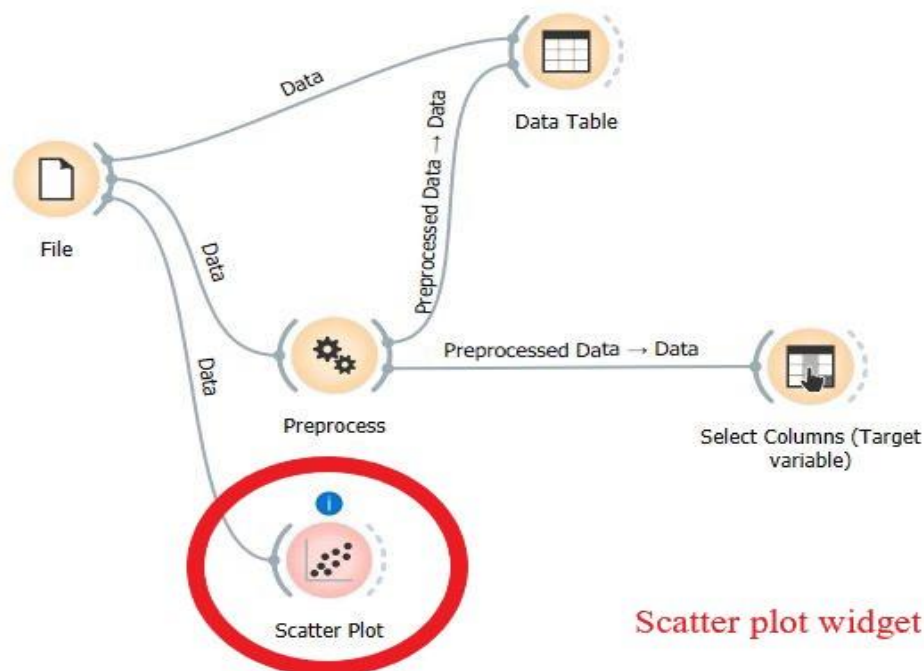 Data
Data Table
Preprocessed Data → Data
File
Data
Preprocessed Data → Data
Data
Preprocess
Select Columns (Target
variable)
i
Scatter Plot
Scatter plot widget